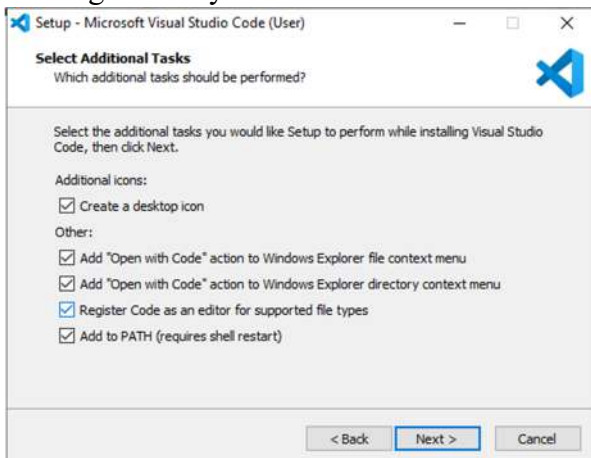 Setup - Microsoft Visual Studio Code (User)
Select Additional Tasks
Which additional tasks should be performed?
Select the additional tasks you would like Setup to perform while installing Visual Studio
Code, then click Next.
Additional icons:
Create a desktop icon
Other:
Add "Open with Code" action to Windows Explorer file context menu
Add "Open with Code" action to Windows Explorer directory context menu
Register Code as an editor for supported file types
Add to PATH (requires shell restart)
< Back Next > Cancel